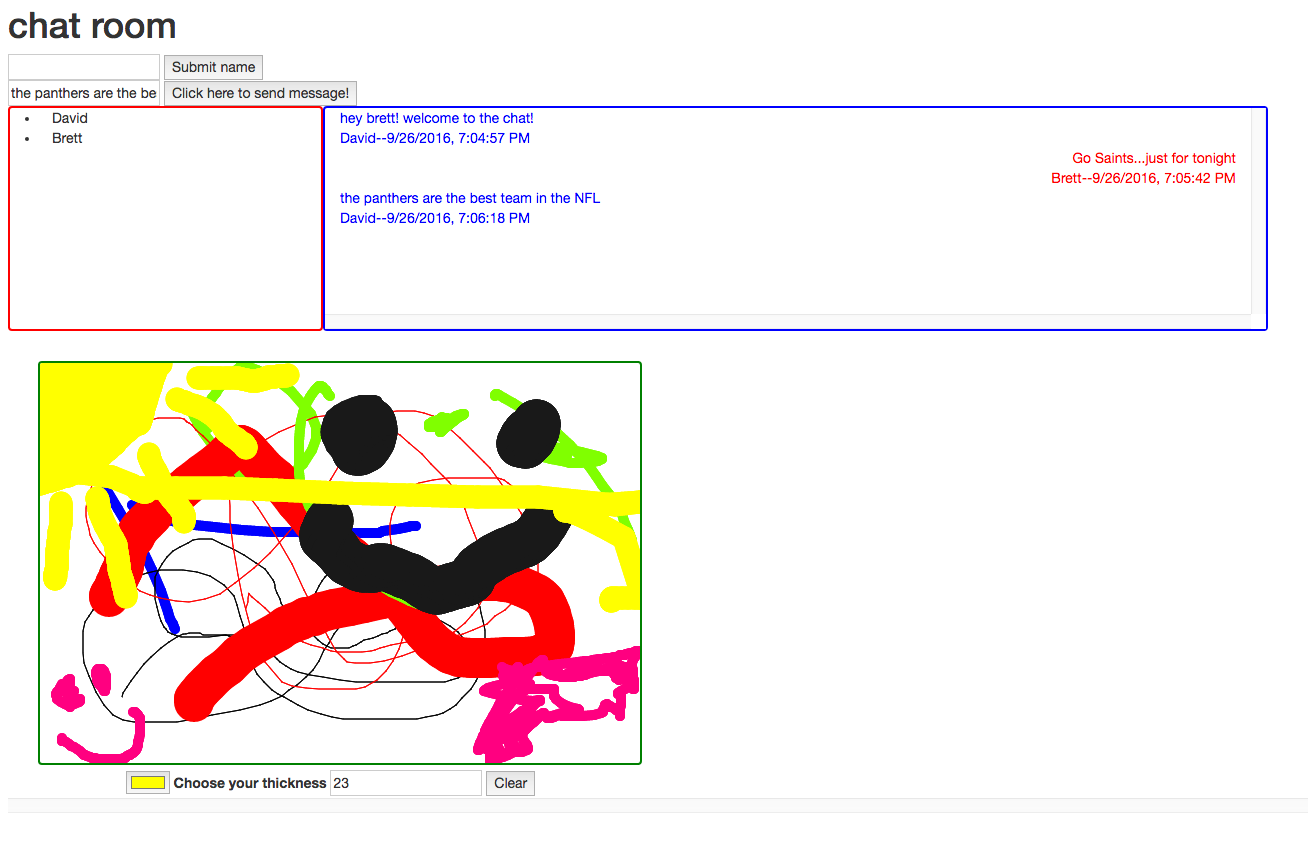 chat room
Submit name
the panthers are the be
Click here to send message!
David
Brett
hey brett! welcome to the chat!
David--9/26/2016, 7:04:57 PM
Go Saints...just for tonight
Brett--9/26/2016, 7:05:42 PM
the panthers are the best team in the NFL
David--9/26/2016, 7:06:18 PM
Choose your thickness 23 Clear